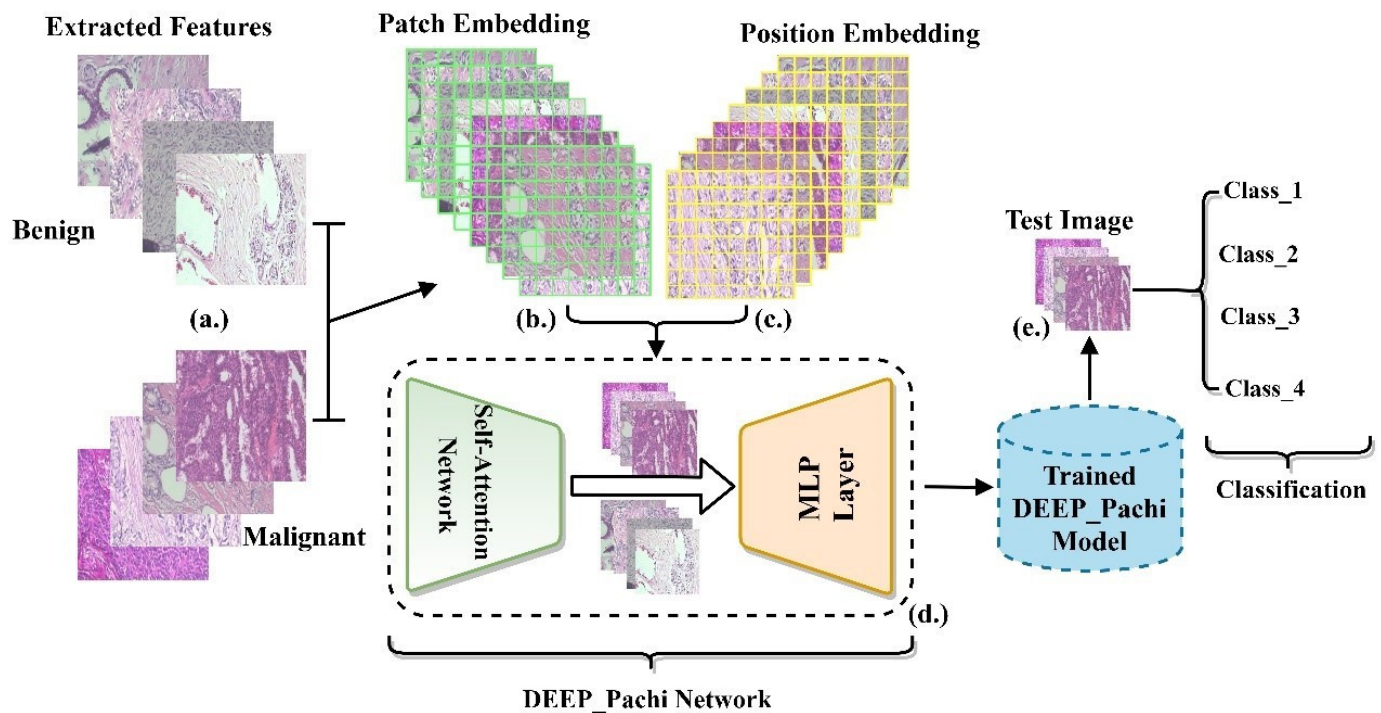 Extracted Features
Patch Embedding
Position Embedding
Benign
(a.)
Malignant
(b.)
(c.)
Self-Attention
Network
MLP
Layer
(d.)
DEEP_Pachi Network
Trained
DEEP_Pachi
Model
Test Image
(e.)
Class_1
Class_2
Class_3
Class_4
Classification